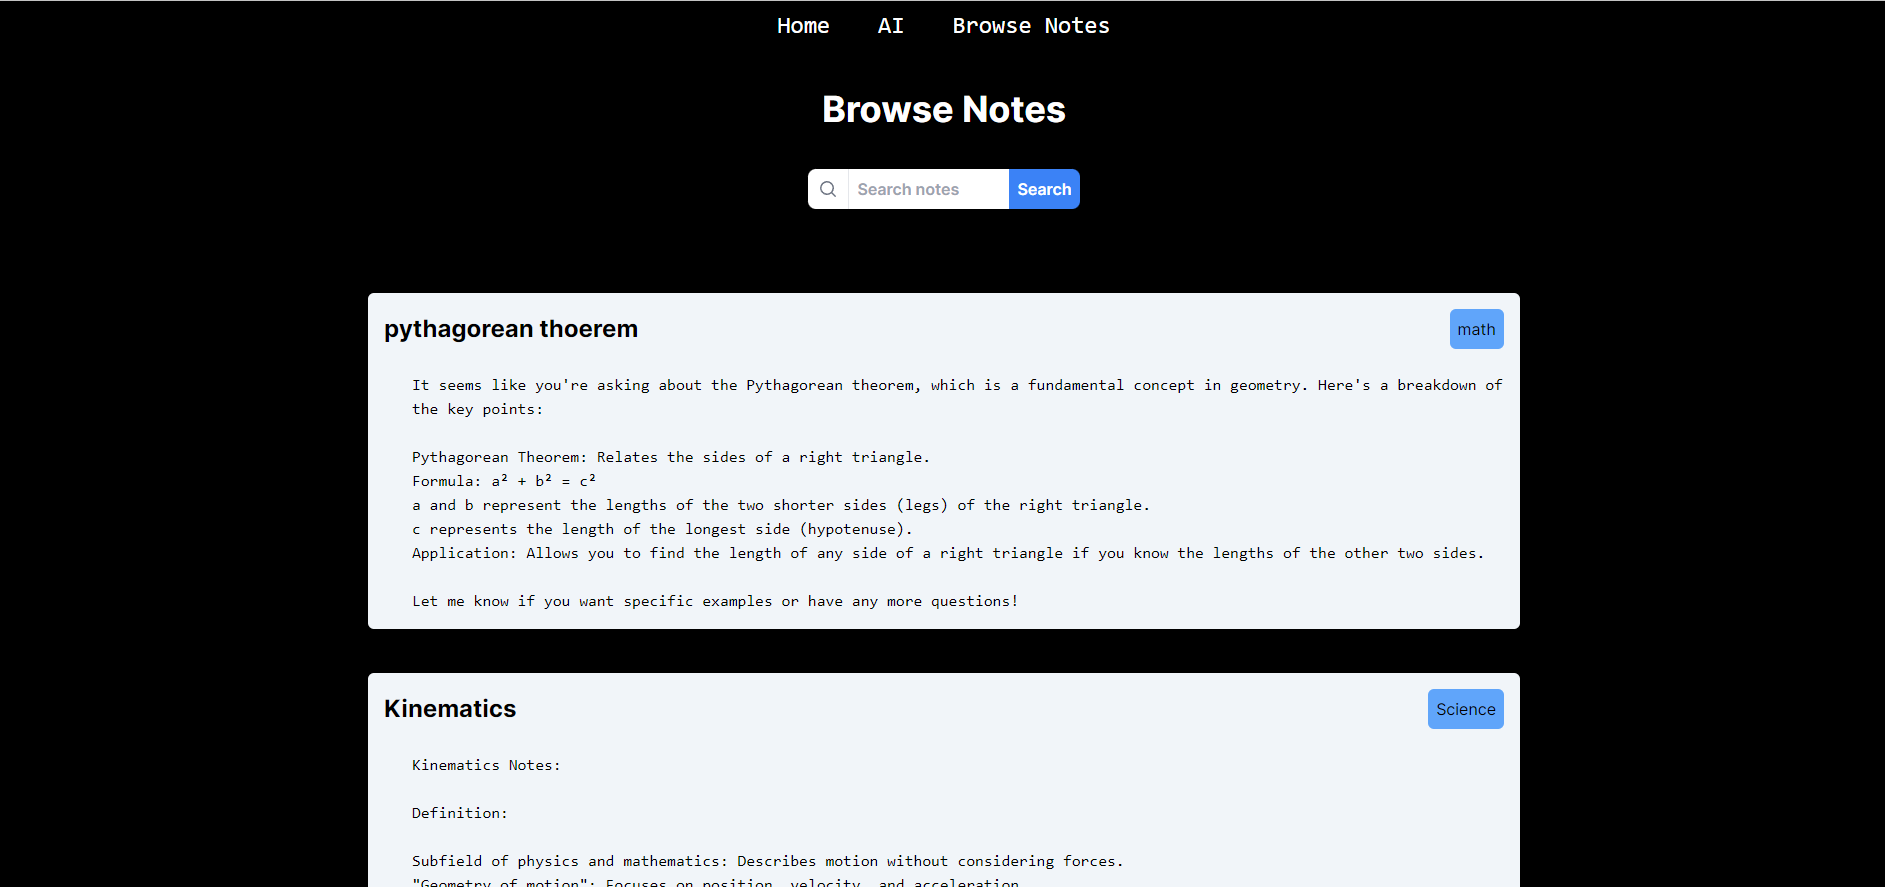 Home AI Browse Notes
Browse Notes
Search notes Search
pythagorean thoerem
math
It seems like you're asking about the Pythagorean theorem, which is a fundamental concept in geometry. Here's a breakdown of
the key points:
Pythagorean Theorem: Relates the sides of a right triangle.
Formula: a² + b² = c²
a and b represent the lengths of the two shorter sides (legs) of the right triangle.
c represents the length of the longest side (hypotenuse).
Application: Allows you to find the length of any side of a right triangle if you know the lengths of the other two sides.
Let me know if you want specific examples or have any more questions!
Kinematics
Science
Kinematics Notes:
Definition:
Subfield of physics and mathematics: Describes motion without considering forces.
"Geometry of motion": Focuses on position, velocity, and acceleration.